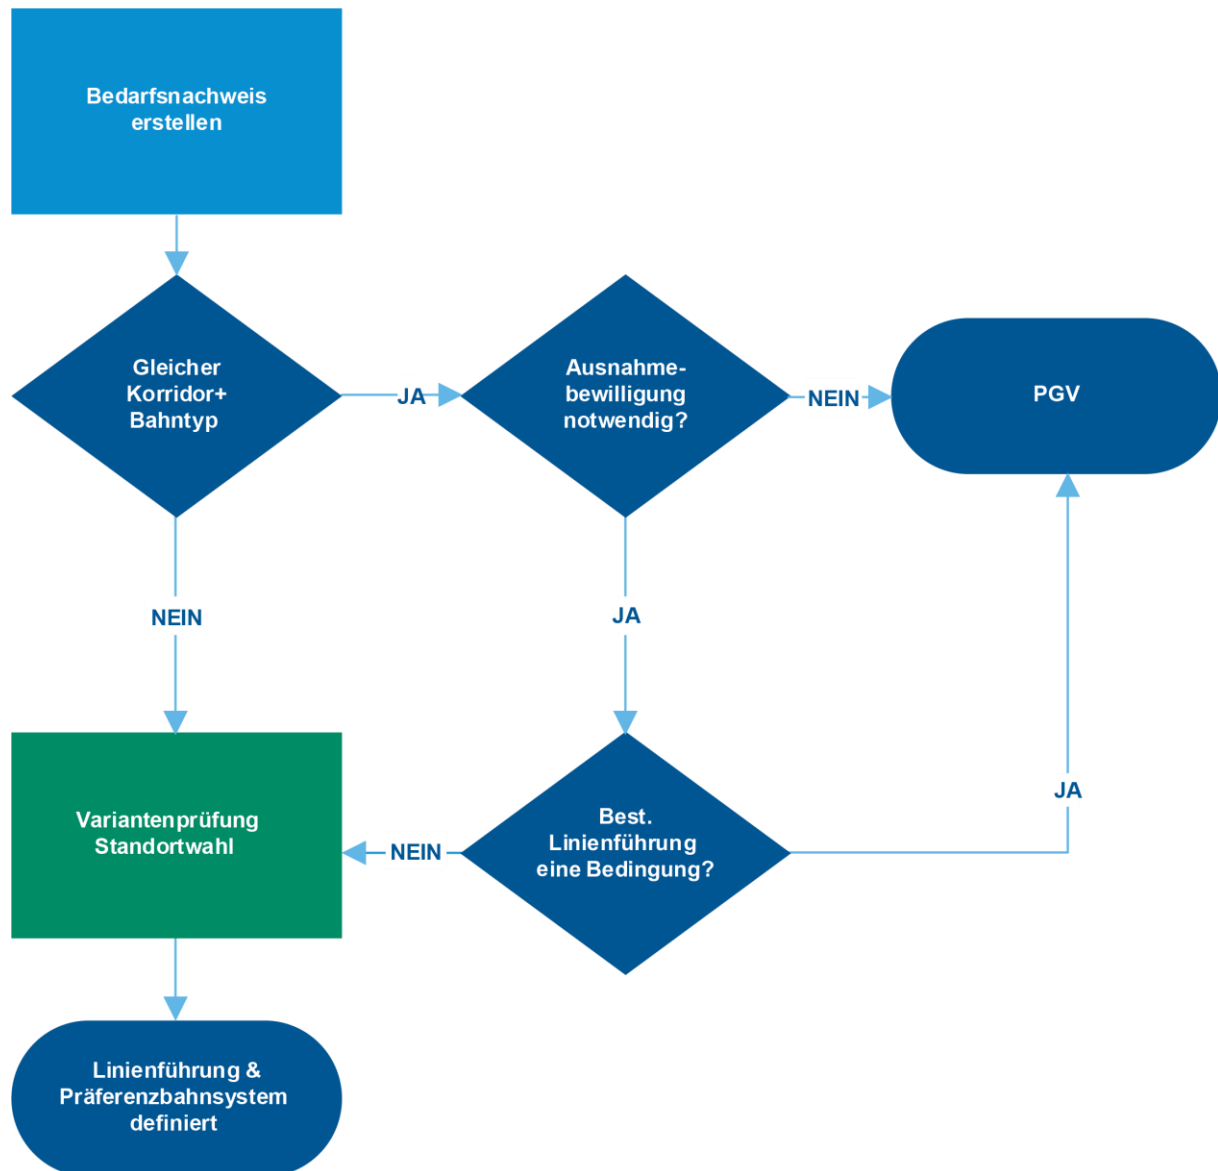 Bedarfsnachweis
erstellen
Gleicher
Korridor+
Bahntyp
JA
Ausnahme-
bewilligung
notwendig?
NEIN
PGV
NEIN
JA
JA
Variantenprüfung
Standortwahl
NEIN
Best.
Linienführung
eine Bedingung?
Linienführung &
Präferenzbahnsystem
definiert